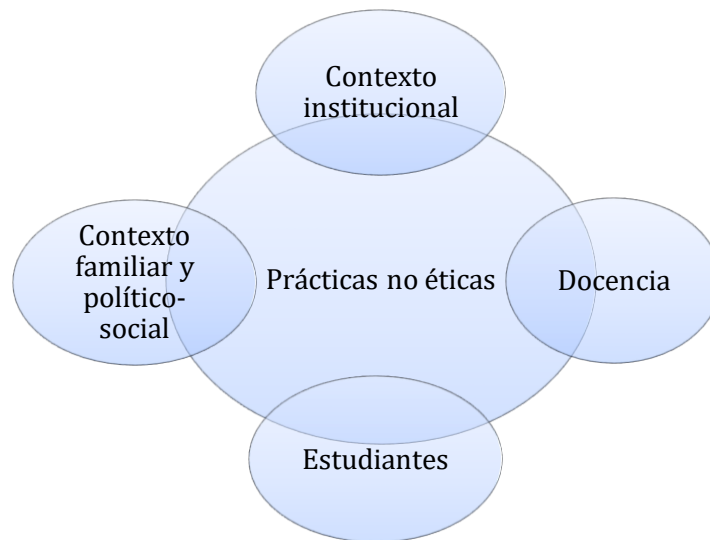 Contexto
institucional
Contexto
familiar y
político-
social
Prácticas no éticas
Docencia
Estudiantes